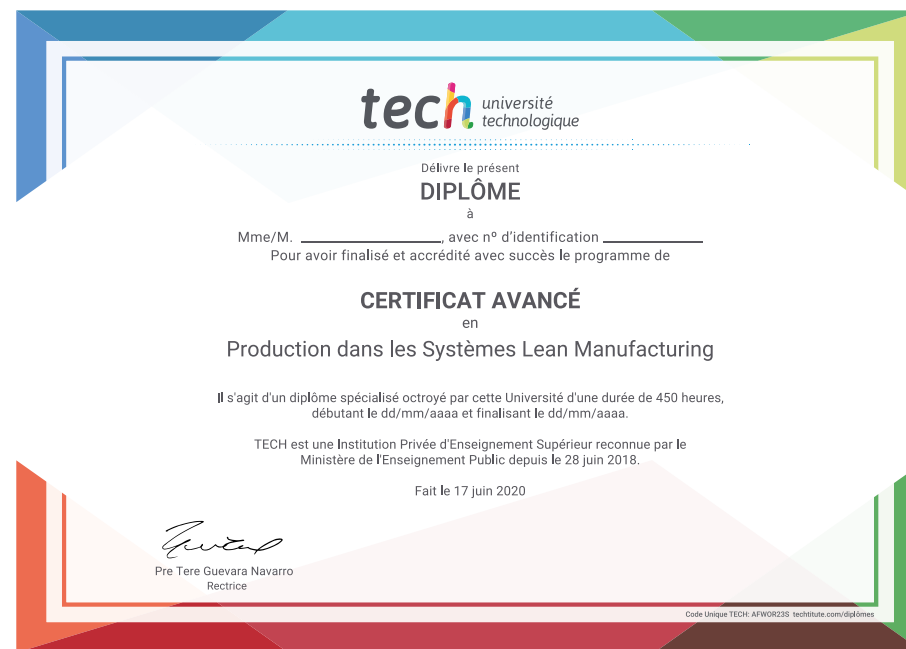 tech université
technologique
Délivre le présent
DIPLÔME
à
Mme/M. ____________________, avec nº d'identification ______________
Pour avoir finalisé et accrédité avec succès le programme de
CERTIFICAT AVANCÉ
en
Production dans les Systèmes Lean Manufacturing
Il s'agit d'un diplôme spécialisé octroyé par cette Université d'une durée de 450 heures,
débutant le dd/mm/aaaa et finalisant le dd/mm/aaaa.
TECH est une Institution Privée d'Enseignement Supérieur reconnue par le
Ministère de l'Enseignement Public depuis le 28 juin 2018.
Fait le 17 juin 2020
Pre Tere Guevara Navarro
Rectrice
Code Unique TECH: AFWOR23S techtitute.com/diplômes